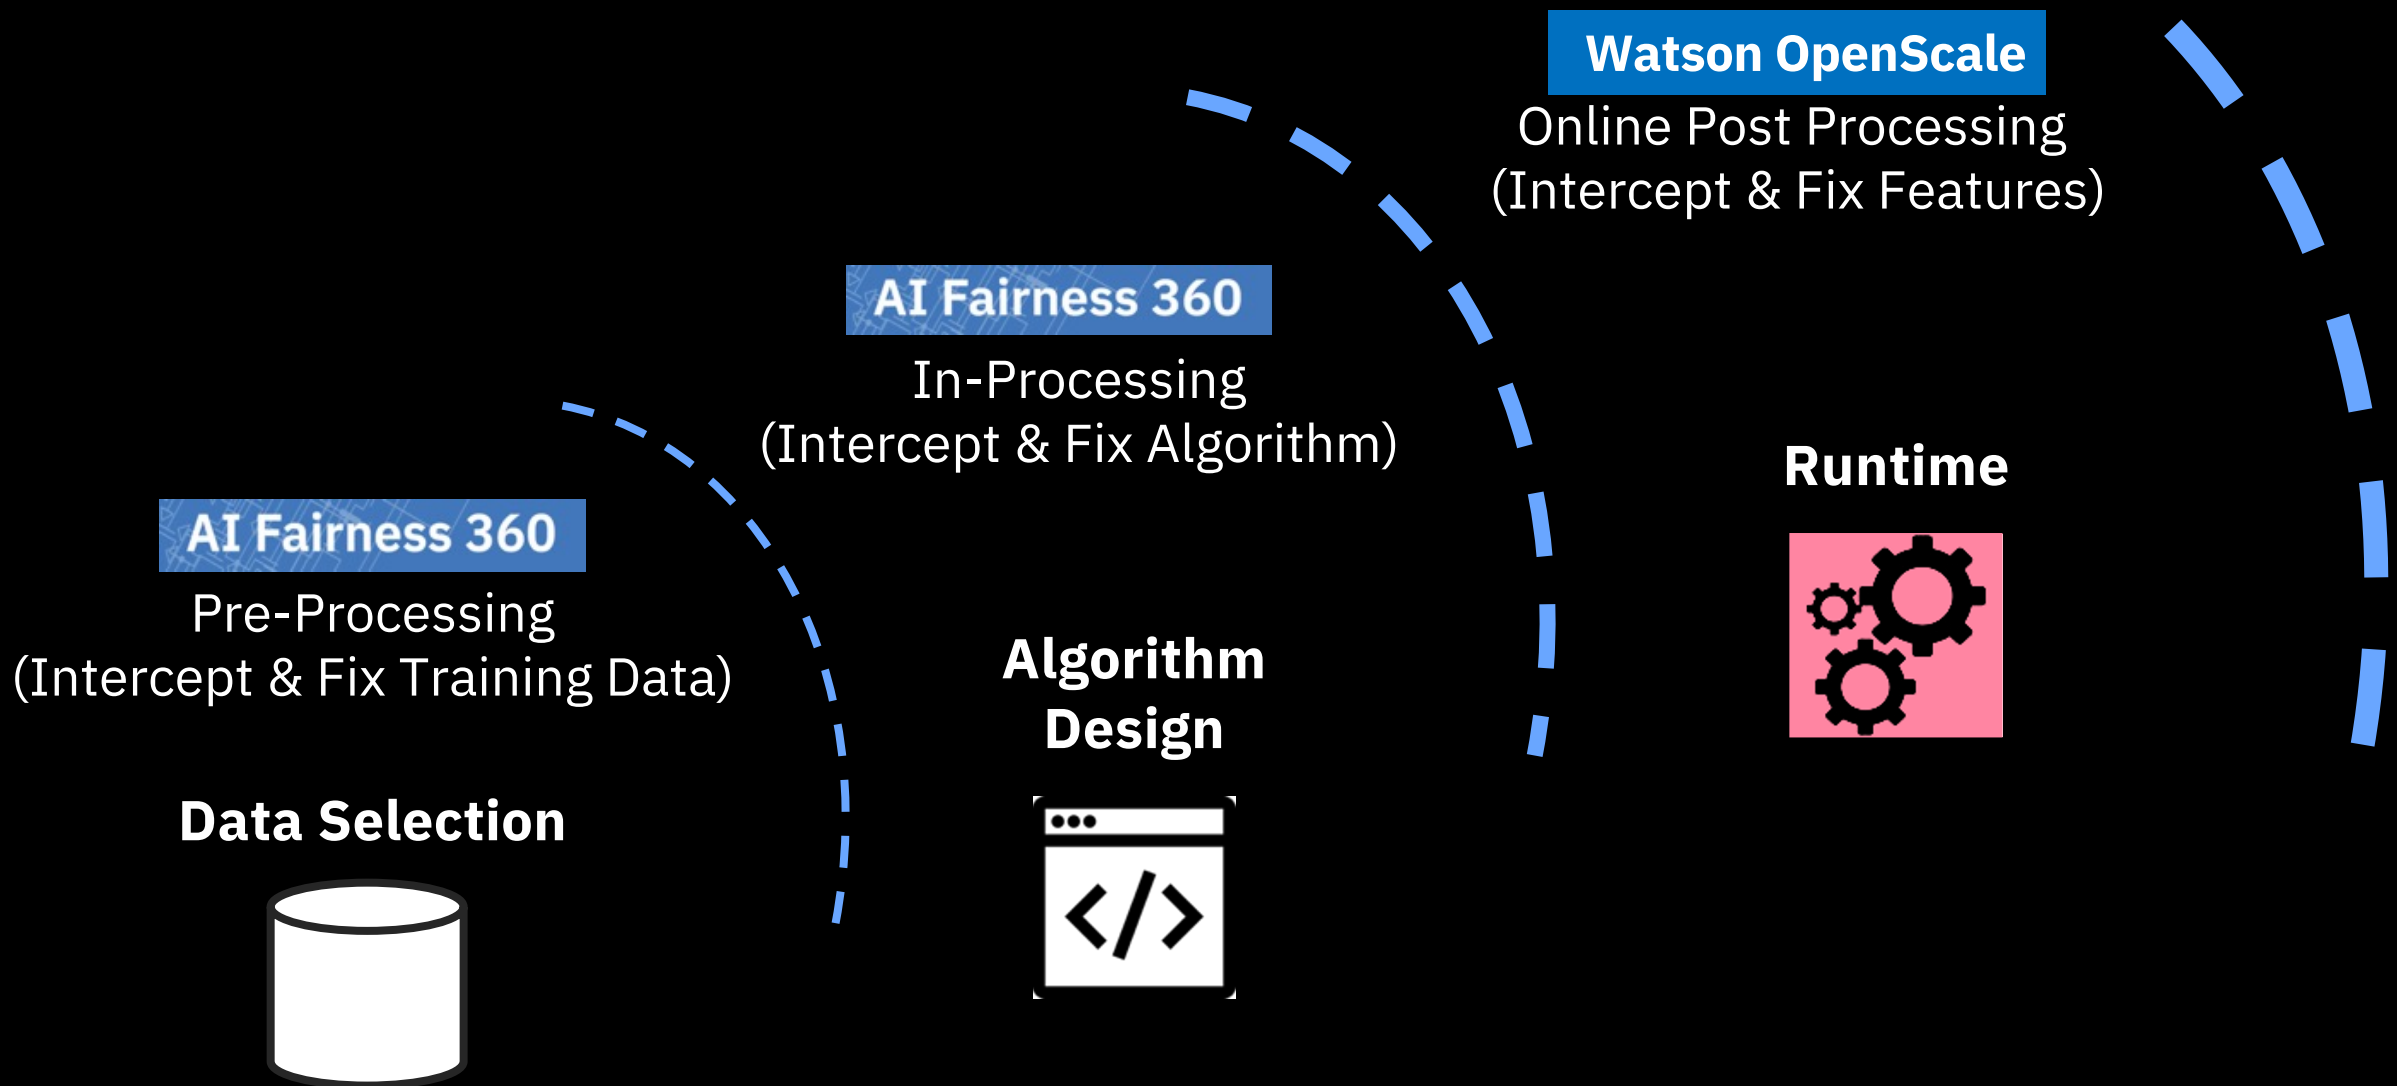 AI Fairness 360
Pre-Processing
(Intercept & Fix Training Data)
Data Selection
AI Fairness 360
In-Processing
(Intercept & Fix Algorithm)
Algorithm
Design
</>
Watson OpenScale
Online Post Processing
(Intercept & Fix Features)
Runtime